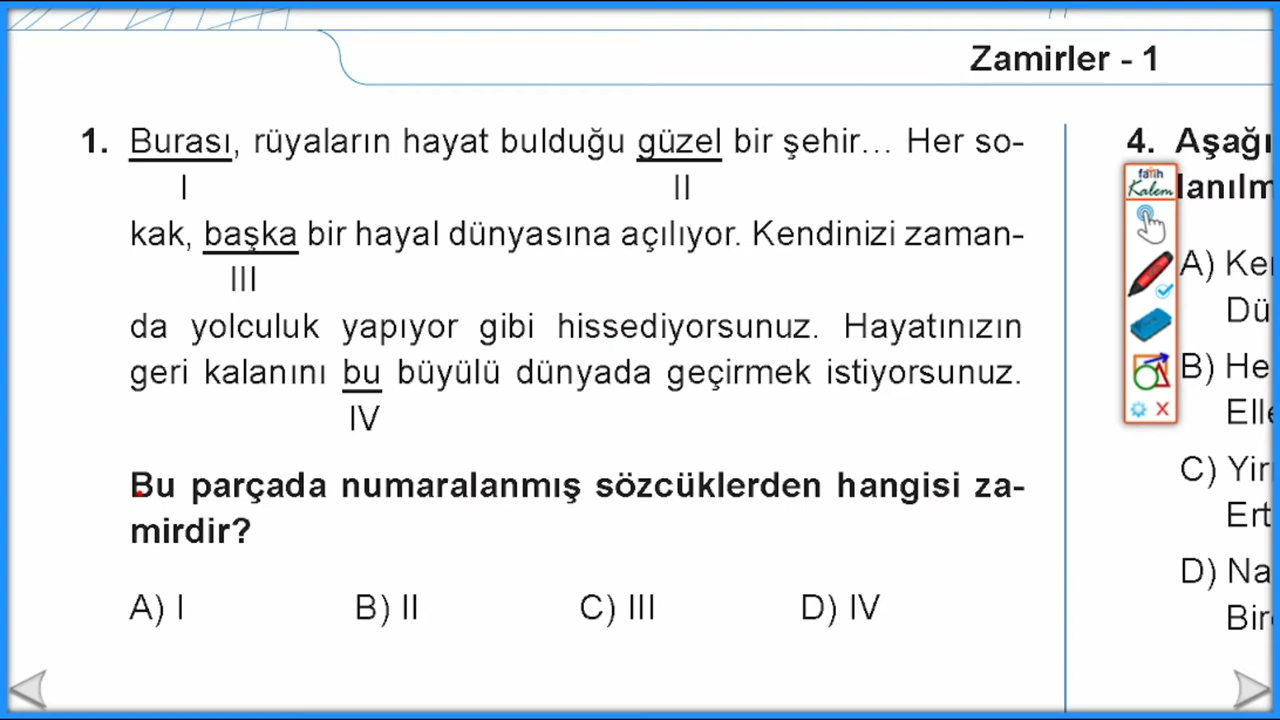 Zamirler - 1
1. Burası, rüyaların hayat bulduğu güzel bir şehir... Her so-
I II
kak, başka bir hayal dünyasına açılıyor. Kendinizi zaman-
III
da yolculuk yapıyor gibi hissediyorsunuz. Hayatınızın
geri kalanını bu büyülü dünyada geçirmek istiyorsunuz.
IV
Bu parçada numaralanmış sözcüklerden hangisi za-
mirdir?
A) I B) II C) III D) IV
4. Aşağı
lanılm
fatih
Kalem
A) Ke
Dü
B) He
Elle
C) Yir
Ert
D) Na
Bir